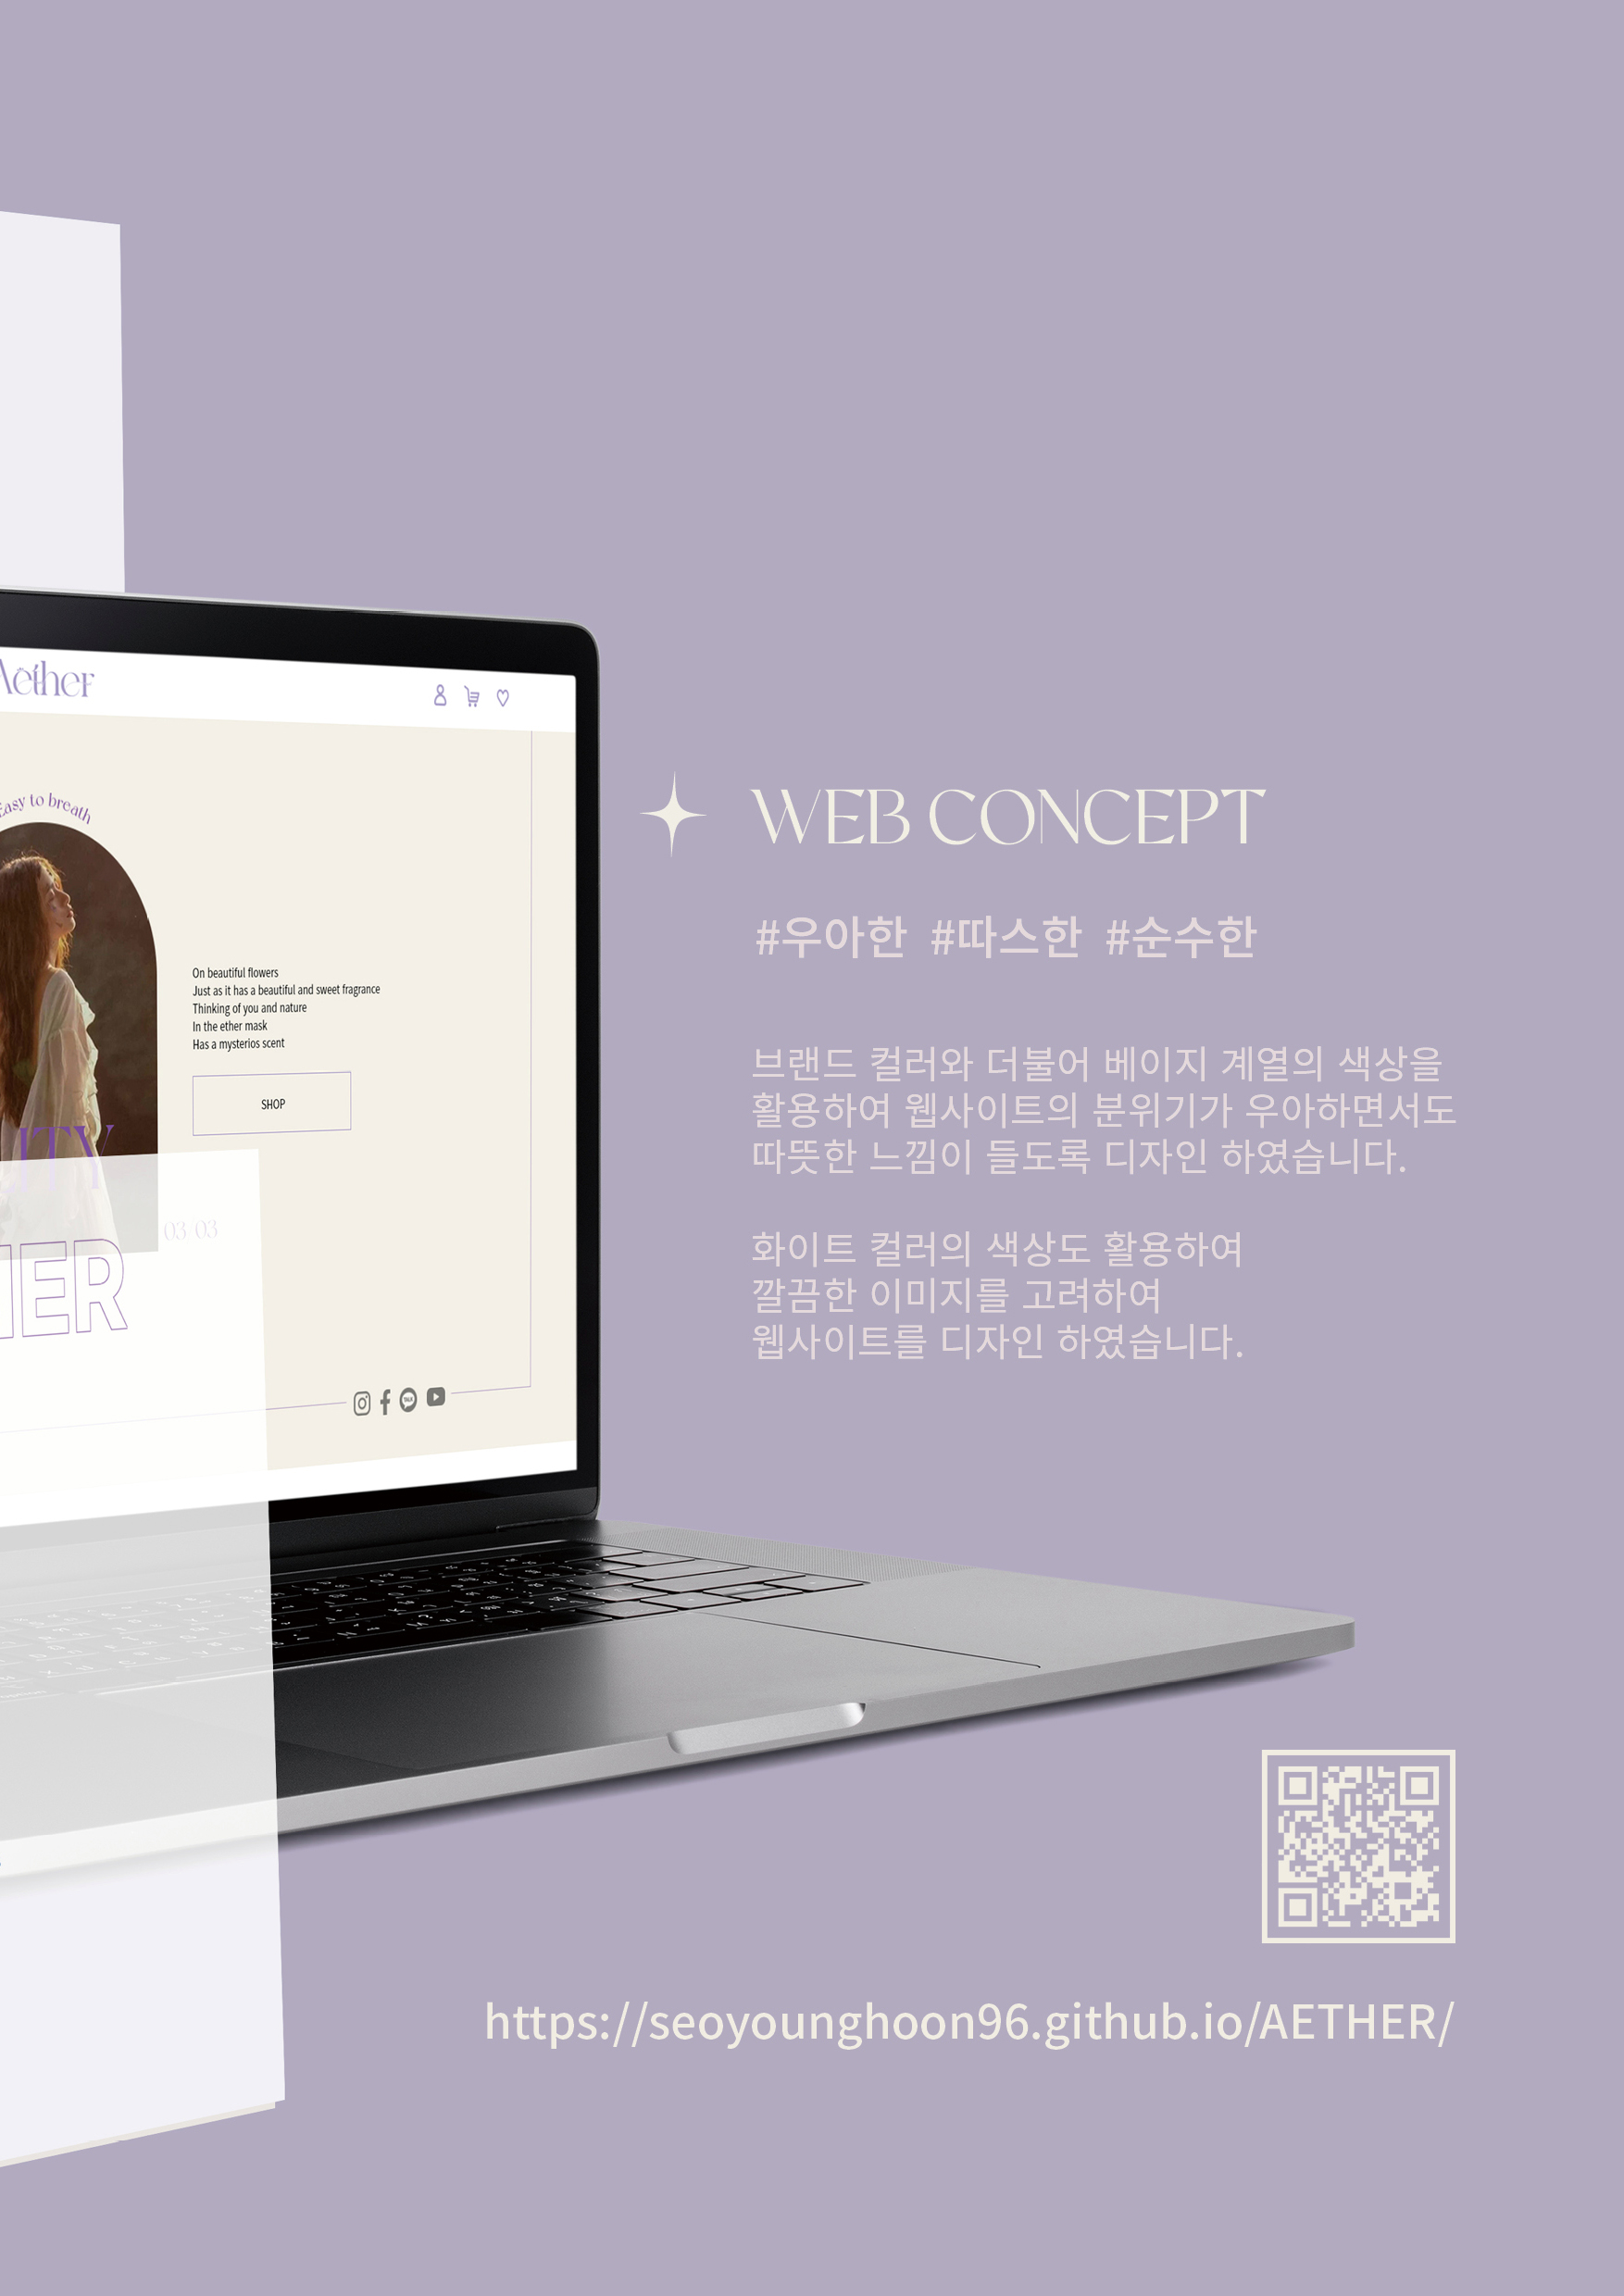 Aether
Easy to breath
On beautiful flowers
Just as it has a beautiful and sweet fragrance
Thinking of you and nature
In the ether mask
Has a mysterios scent
SHOP
ITY
03 03
HER
TALK
WEB CONCEPT
#우아한 #따스한 #순수한
브랜드 컬러와 더불어 베이지 계열의 색상을
활용하여 웹사이트의 분위기가 우아하면서도
따뜻한 느낌이 들도록 디자인 하였습니다.
화이트 컬러의 색상도 활용하여
깔끔한 이미지를 고려하여
웹사이트를 디자인 하였습니다.
https://seoyounghoon96.github.io/AETHER/